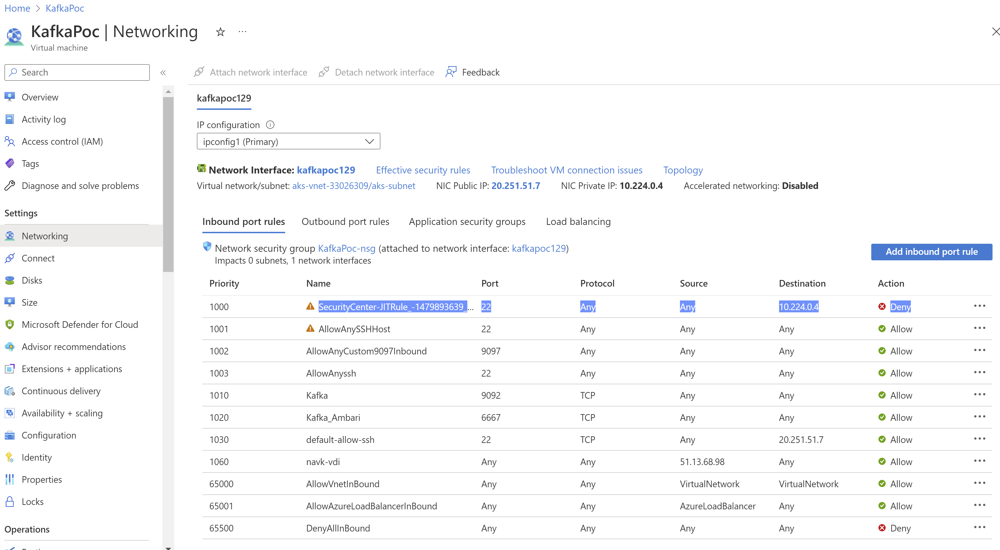 Home > KafkaPoc
KafkaPoc | Networking ☆ ...
Virtual machine
Search «
Overview
Activity log
Access control (IAM)
Tags
Diagnose and solve problems
Settings
Networking
Connect
Disks
Size
Microsoft Defender for Cloud
Advisor recommendations
Extensions + applications
Continuous delivery
Availability + scaling
Configuration
Identity
Properties
Locks
Operations
Attach network interface Detach network interface Feedback
kafkapoc129
IP configuration
ipconfig1 (Primary)
Network Interface: kafkapoc129 Effective security rules Troubleshoot VM connection issues Topology
Virtual network/subnet: aks-vnet-33026309/aks-subnet NIC Public IP: 20.251.51.7 NIC Private IP: 10.224.0.4 Accelerated networking: Disabled
Inbound port rules Outbound port rules Application security groups Load balancing
Network security group KafkaPoc-nsg (attached to network interface: kafkapoc129)
Impacts 0 subnets, 1 network interfaces
Add inbound port rule
Priority Name Port Protocol Source Destination Action
1000 SecurityCenter-JITRule_-1479893639_... 22 Any Any 10.224.0.4 Deny ...
1001 AllowAnySSHHost 22 Any Any Any Allow ...
1002 AllowAnyCustom9097Inbound 9097 Any Any Any Allow ...
1003 AllowAnyssh 22 Any Any Any Allow ...
1010 Kafka 9092 TCP Any Any Allow ...
1020 Kafka_Ambari 6667 TCP Any Any Allow ...
1030 default-allow-ssh 22 TCP Any 20.251.51.7 Allow ...
1060 navk-vdi Any Any 51.13.68.98 Any Allow ...
65000 AllowVnetInBound Any Any VirtualNetwork VirtualNetwork Allow ...
65001 AllowAzureLoadBalancerInBound Any Any AzureLoadBalancer Any Allow ...
65500 DenyAllInBound Any Any Any Any Deny ...